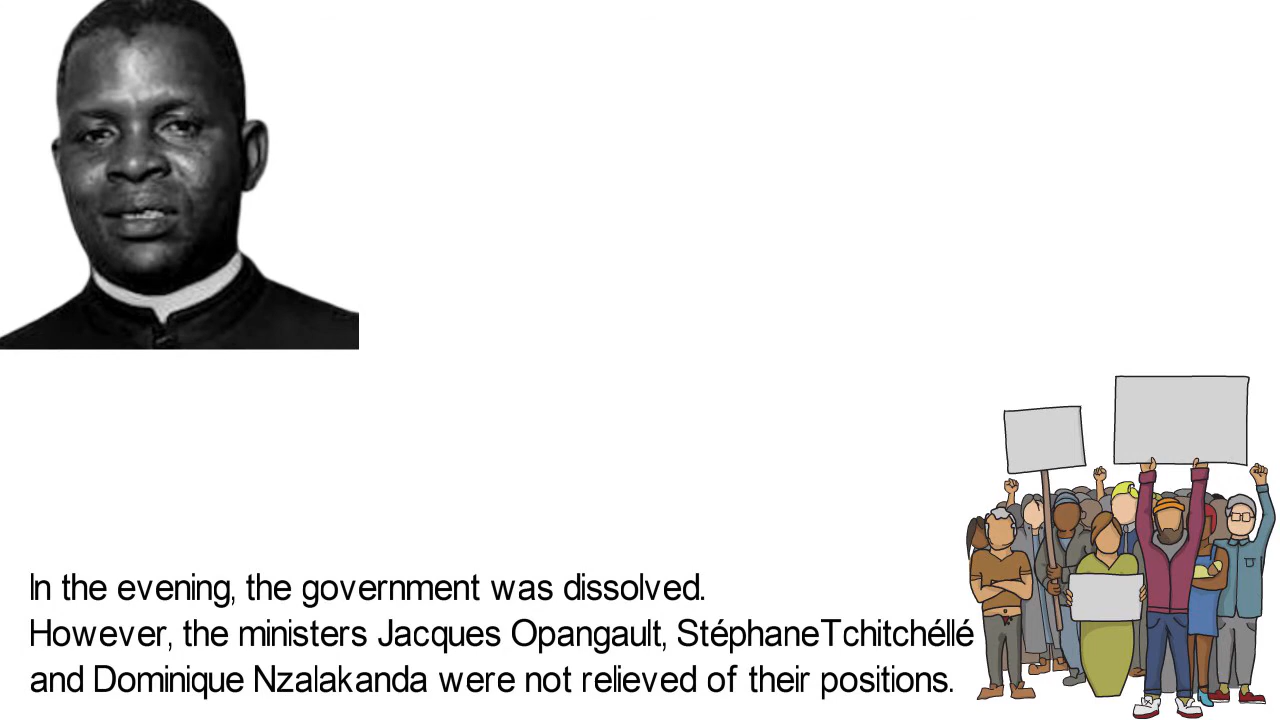 In the evening, the government was dissolved.
However, the ministers Jacques Opangault, StéphaneTchitchéllé
and Dominique Nzalakanda were not relieved of their positions.